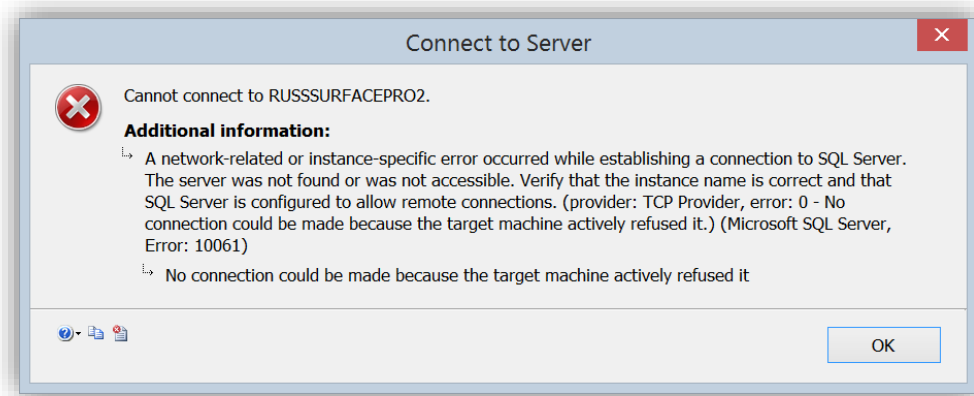 Connect to Server
Cannot connect to RUSSSURFACEPRO2.
Additional information:
A network-related or instance-specific error occurred while establishing a connection to SQL Server.
The server was not found or was not accessible. Verify that the instance name is correct and that
SQL Server is configured to allow remote connections. (provider: TCP Provider, error: 0 - No
connection could be made because the target machine actively refused it.) (Microsoft SQL Server,
Error: 10061)
No connection could be made because the target machine actively refused it
OK